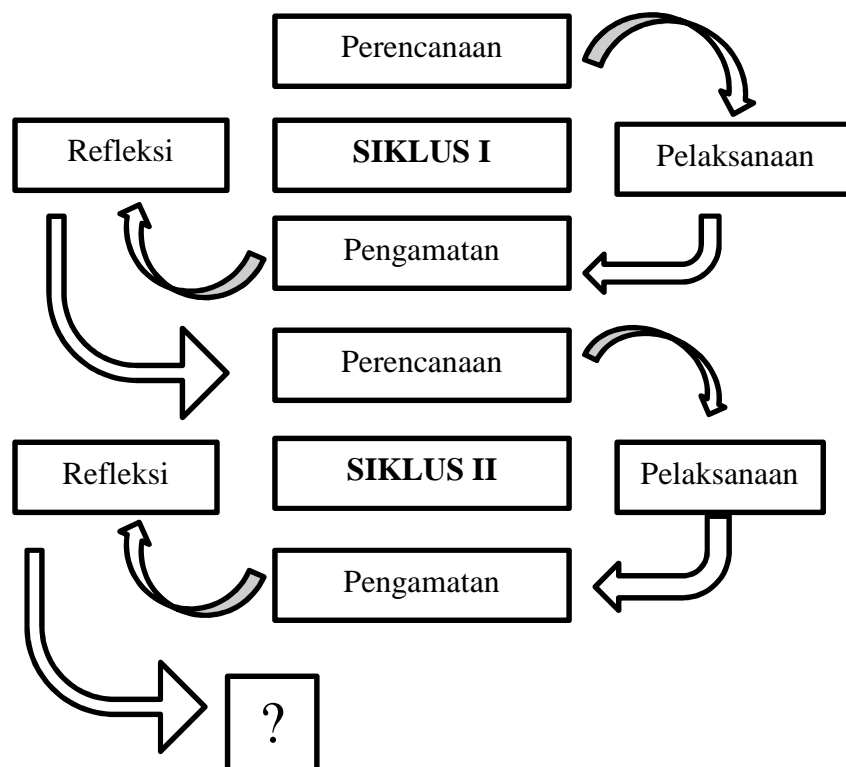 Perencanaan
Refleksi
SIKLUS I
Pelaksanaan
Pengamatan
Perencanaan
Refleksi
SIKLUS II
Pelaksanaan
Pengamatan
?